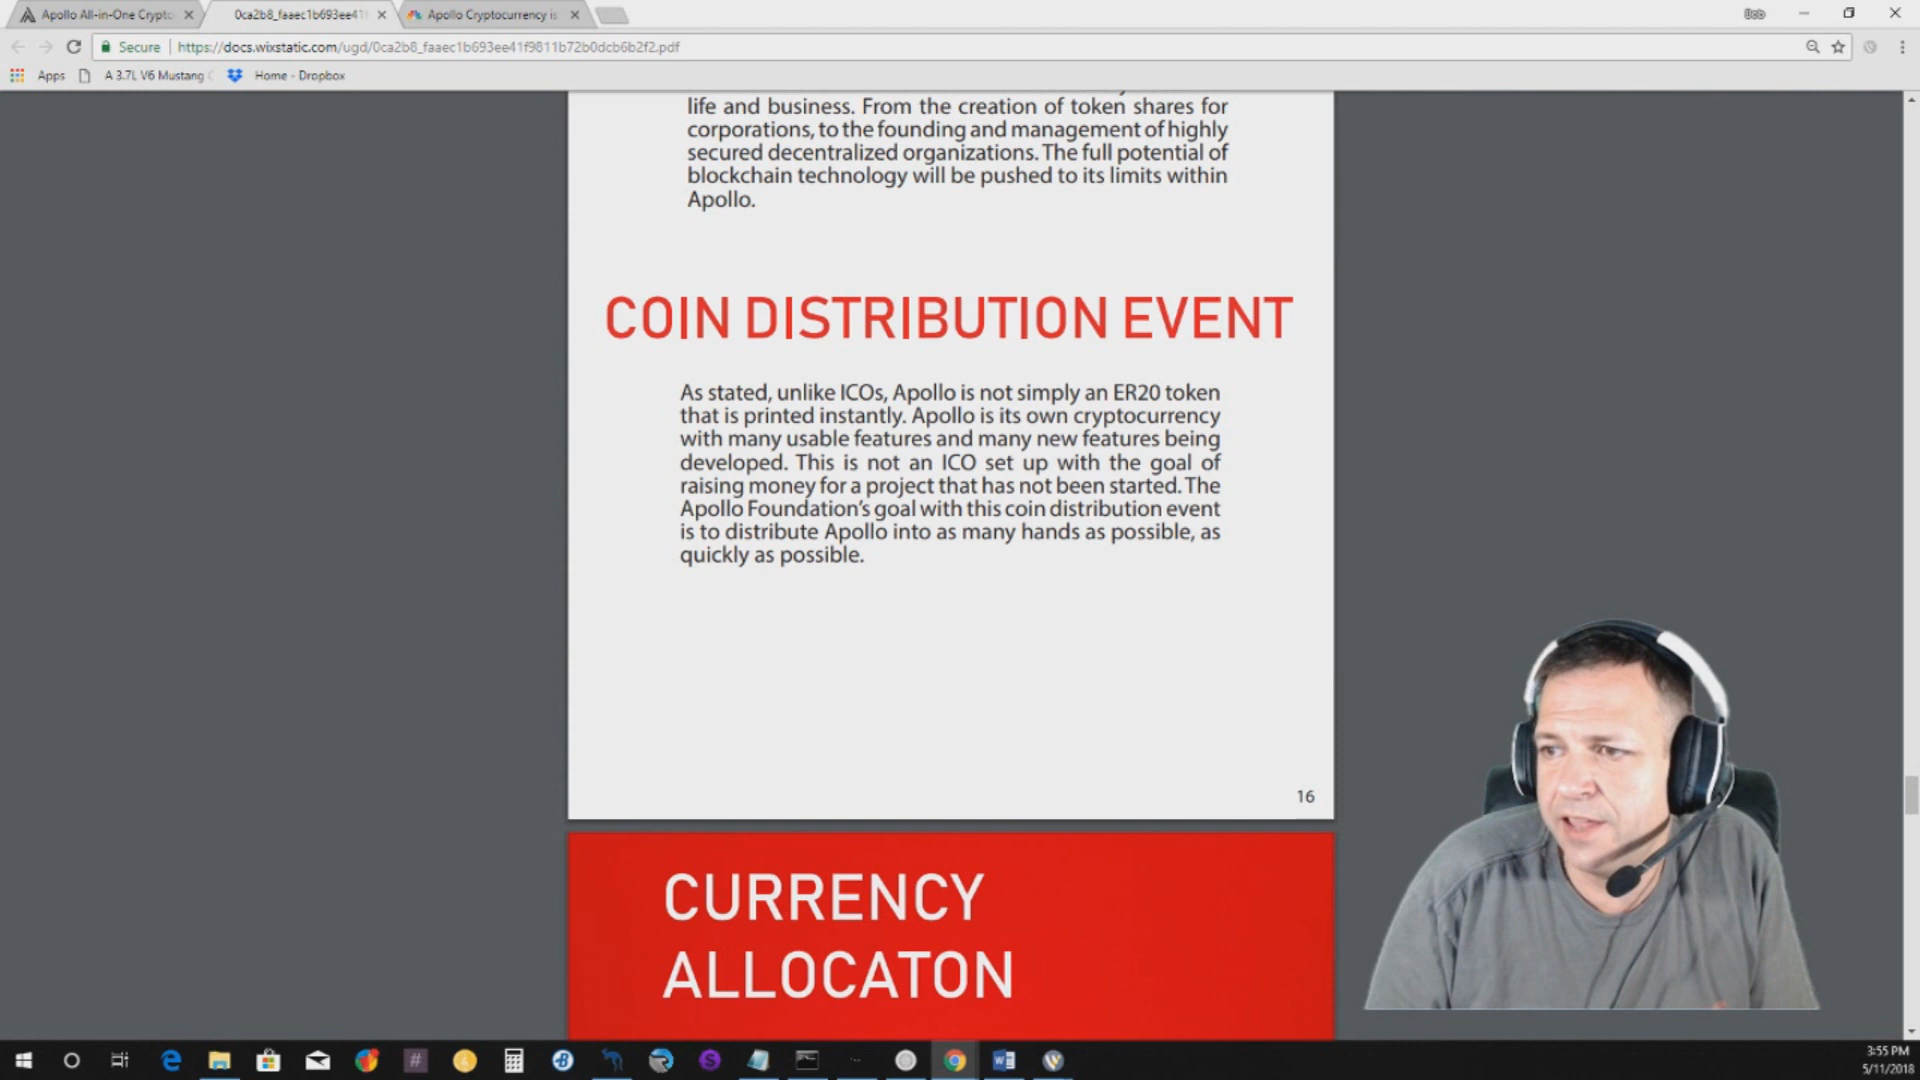 Apollo All-in-One Crypto
0ca2b8_faaec1b693ee41f
Apollo Cryptocurrency is
Bob
Secure
https://docs.wixstatic.com/ugd/0ca2b8_faaec1b693ee41f9811b72b0dcb6b2f2.pdf
Apps
A 3.7L V6 Mustang
Home - Dropbox
life and business. From the creation of token shares for
corporations, to the founding and management of highly
secured decentralized organizations. The full potential of
blockchain technology will be pushed to its limits within
Apollo.
COIN DISTRIBUTION EVENT
As stated, unlike ICOs, Apollo is not simply an ER20 token
that is printed instantly. Apollo is its own cryptocurrency
with many usable features and many new features being
developed. This is not an ICO set up with the goal of
raising money for a project that has not been started. The
Apollo Foundation's goal with this coin distribution event
is to distribute Apollo into as many hands as possible, as
quickly as possible.
16
CURRENCY
ALLOCATON
3:55 PM
5/11/2018